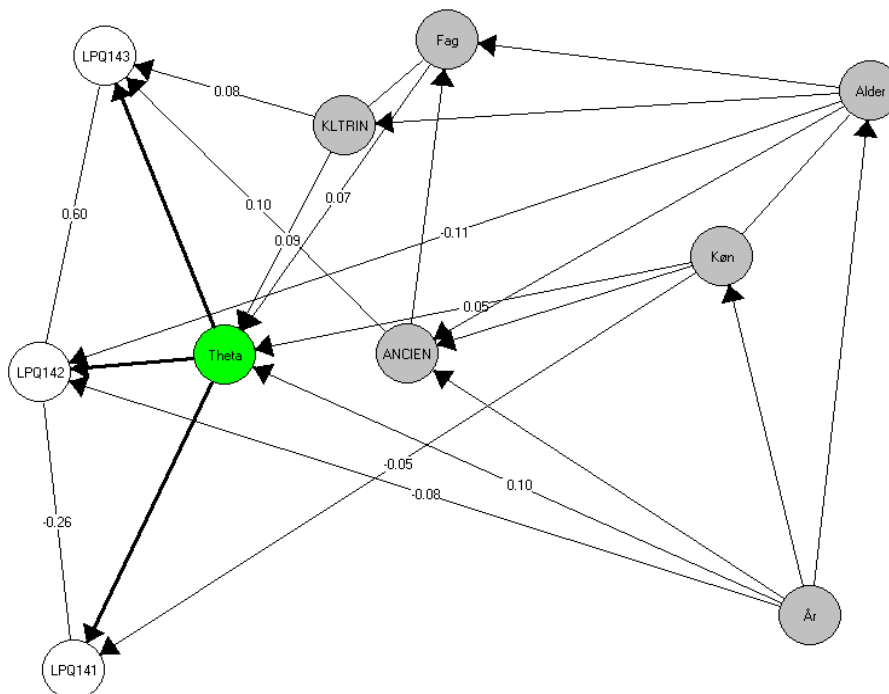 Fag
LPQ143
0.08
Alder
KLTRIN
0.10
0.07
0.60
0.09
-0.11
Køn
0.05
Theta
ANCIEN
LPQ142
-0.05
0.10
-0.08
-0.26
År
LPQ141